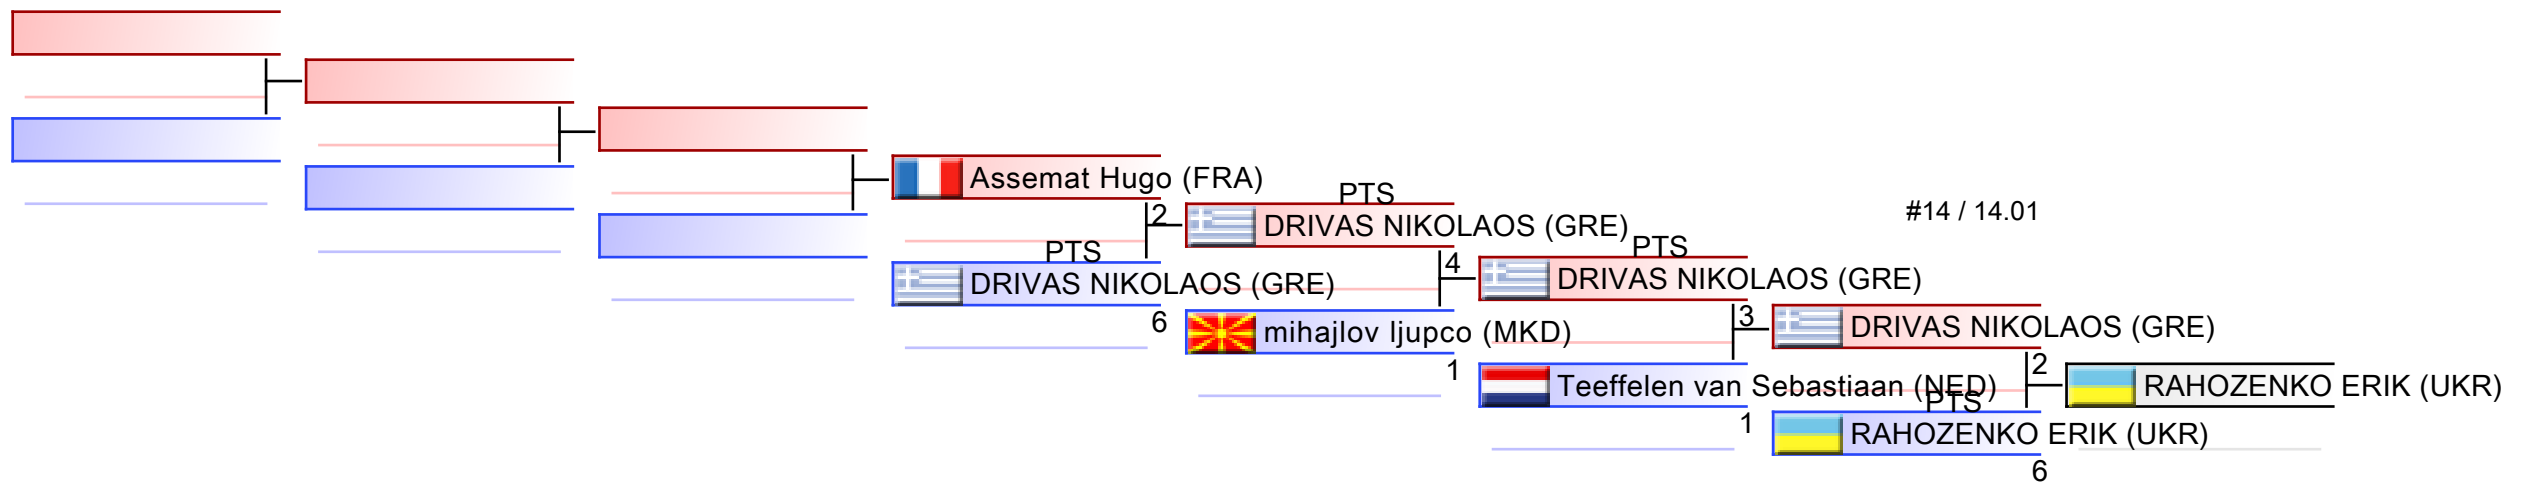 Assemat Hugo (FRA)
2
PTS
DRIVAS NIKOLAOS (GRE)
6
PTS
DRIVAS NIKOLAOS (GRE)
4
mihajlov ljupco (MKD)
1
PTS
DRIVAS NIKOLAOS (GRE)
3
Teeffelen van Sebastiaan (NED)
1
#14 / 14.01
DRIVAS NIKOLAOS (GRE)
2
PTS
RAHOZENKO ERIK (UKR)
6
RAHOZENKO ERIK (UKR)